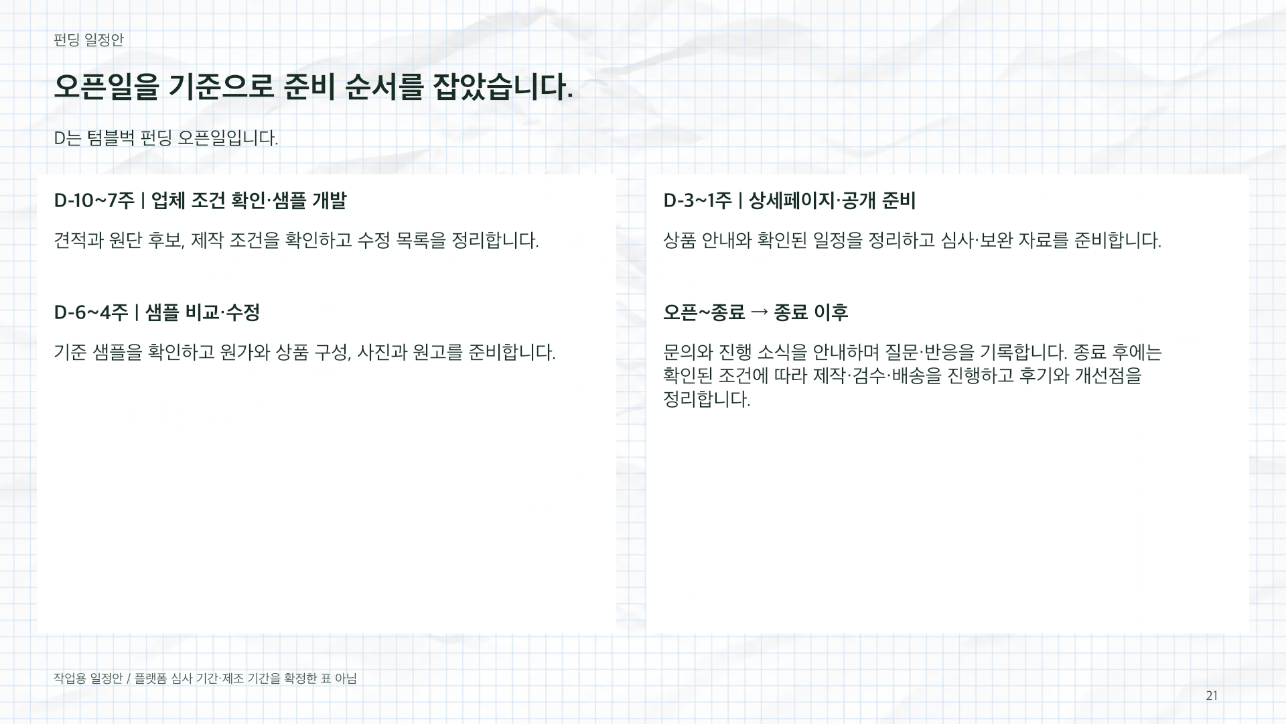 펀딩 일정안
오픈일을 기준으로 준비 순서를 잡았습니다.
D는 텀블벅 펀딩 오픈일입니다.
D-10~7주 | 업체 조건 확인·샘플 개발
견적과 원단 후보, 제작 조건을 확인하고 수정 목록을 정리합니다.
D-6~4주 | 샘플 비교·수정
기준 샘플을 확인하고 원가와 상품 구성, 사진과 원고를 준비합니다.
D-3~1주 | 상세페이지·공개 준비
상품 안내와 확인된 일정을 정리하고 심사·보완 자료를 준비합니다.
오픈~종료 → 종료 이후
문의와 진행 소식을 안내하며 질문·반응을 기록합니다. 종료 후에는
확인된 조건에 따라 제작·검수·배송을 진행하고 후기와 개선점을
정리합니다.
작업용 일정안 / 플랫폼 심사 기간·제조 기간을 확정한 표 아님
21